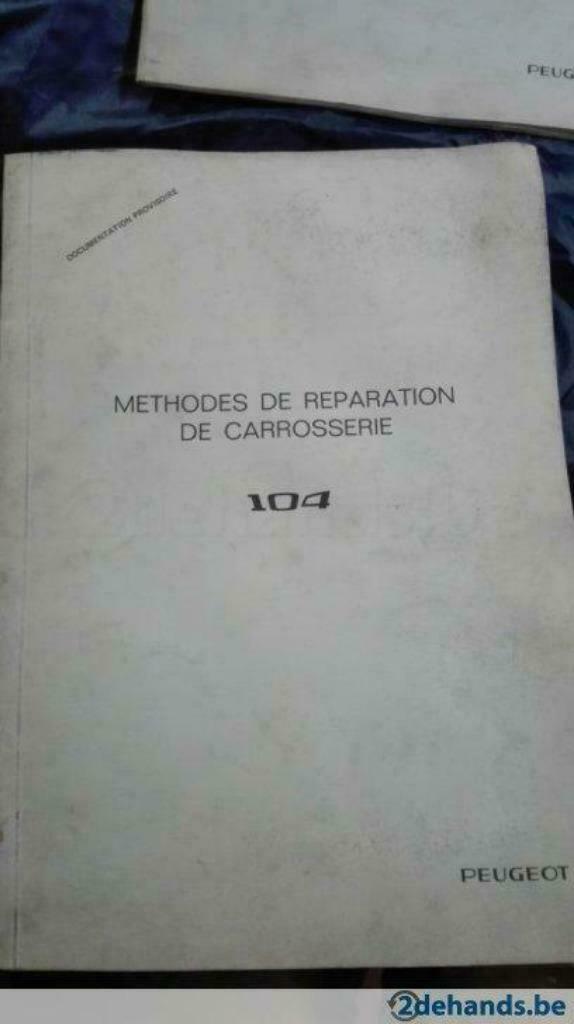 PEUG
DOCUMENTATION PROVISOIRE
METHODES DE REPARATION
DE CARROSSERIE
104
PEUGEOT
2dehands.be